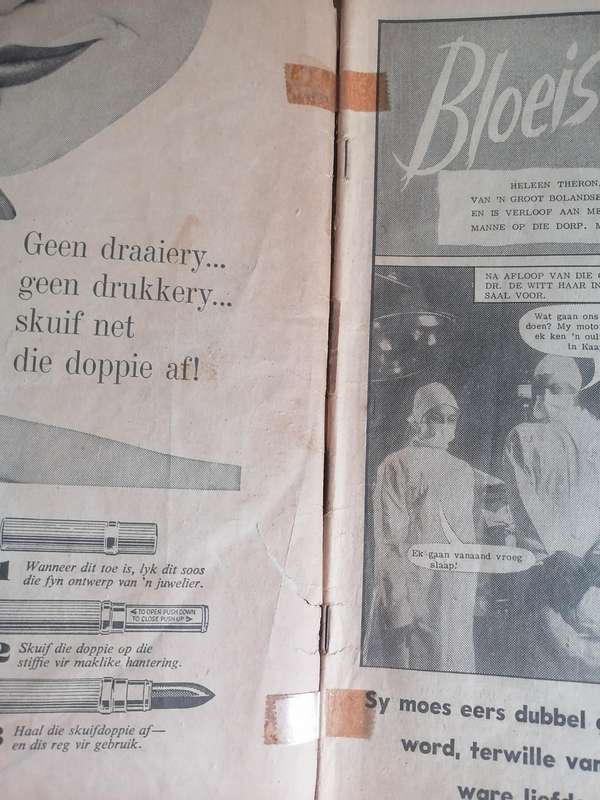 Geen draaiery...
geen drukkery...
skuif net
die doppie af!
1 Wanneer dit toe is, lyk dit soos
die fyn ontwerp van 'n juwelier.
TO OPEN PUSH DOWN
TO CLOSE PUSH UP
2 Skuif die doppie op die
stiffie vir maklike hantering.
3 Haal die skuifdoppie af—
en dis reg vir gebruik.
Bloeis
HELEEN THERON,
VAN 'N GROOT BOLANDSE
EN IS VERLOOF AAN ME
MANNE OP DIE DORP. M
NA AFLOOP VAN DIE
DR. DE WITT HAAR IN
SAAL VOOR.
Wat gaan ons
doen? My moto
ek ken 'n oul
in Kaa
Ek gaan vanaand vroeg
slaap!
Sy moes eers dubbel
word, terwille van
ware liefd